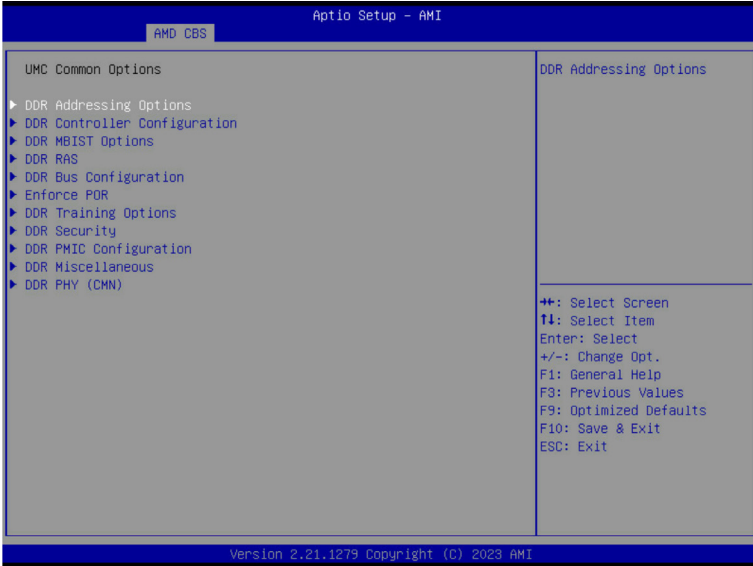 Aptio Setup – AMI
AMD CBS
UMC Common Options
DDR Addressing Options
DDR Controller Configuration
DDR MBIST Options
DDR RAS
DDR Bus Configuration
Enforce POR
DDR Training Options
DDR Security
DDR PMIC Configuration
DDR Miscellaneous
DDR PHY (CMN)
DDR Addressing Options
→←: Select Screen
↑↓: Select Item
Enter: Select
+/-: Change Opt.
F1: General Help
F3: Previous Values
F9: Optimized Defaults
F10: Save & Exit
ESC: Exit
Version 2.21.1279 Copyright (C) 2023 AMI